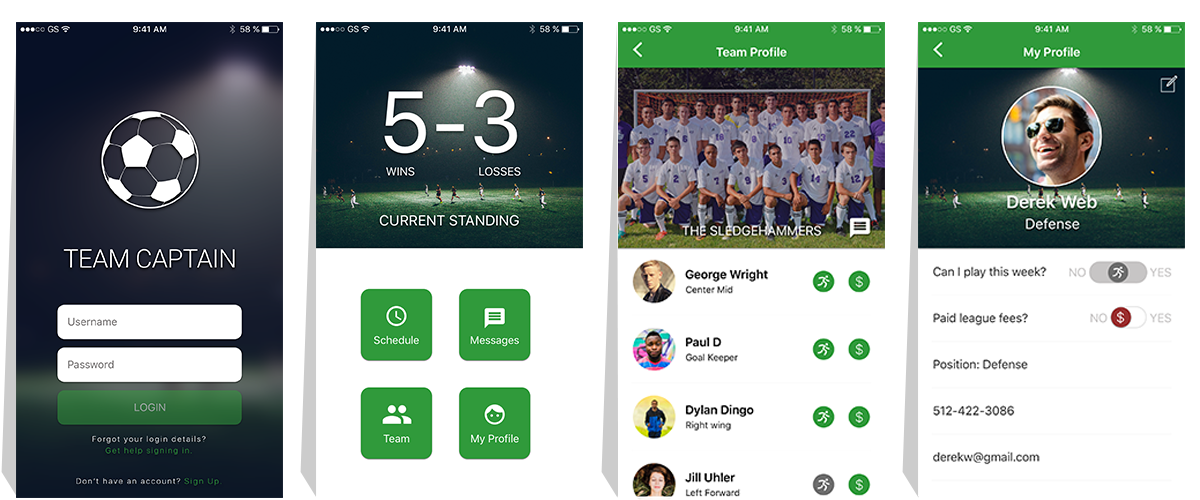 GS 9:41 AM 58 %
TEAM CAPTAIN
Username
Password
LOGIN
Forgot your login details?
Get help signing in.
Don't have an account? Sign Up
GS 9:41 AM 58 %
5-3
WINS LOSSES
CURRENT STANDING
Schedule Messages
Team My Profile
GS 9:41 AM 58 %
Team Profile
THE SLEDGEHAMMERS
George Wright
Center Mid
$
Paul D
Goal Keeper
$
Dylan Dingo
Right wing
$
Jill Uhler
Left Forward
$
GS 9:41 AM 58 %
My Profile
Derek Web
Defense
Can I play this week? NO YES
Paid league fees? NO $ YES
Position: Defense
512-422-3086
derekw@gmail.com